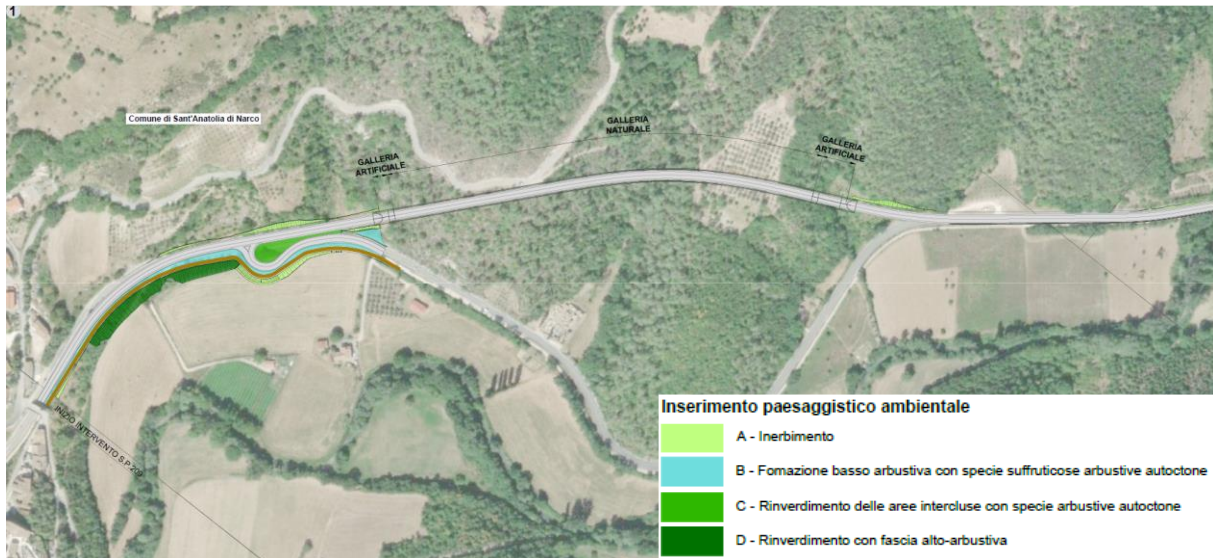 1
Comune di Sant'Anatolia di Narco
GALLERIA
ARTIFICIALE
GALLERIA
NATURALE
GALLERIA
ARTIFICIALE
INIZIO INTERVENTO S.P.209
Inserimento paesaggistico ambientale
A - Inerbimento
B - Fomazione basso arbustiva con specie suffruticose arbustive autoctone
C - Rinverdimento delle aree intercluse con specie arbustive autoctone
D - Rinverdimento con fascia alto-arbustiva